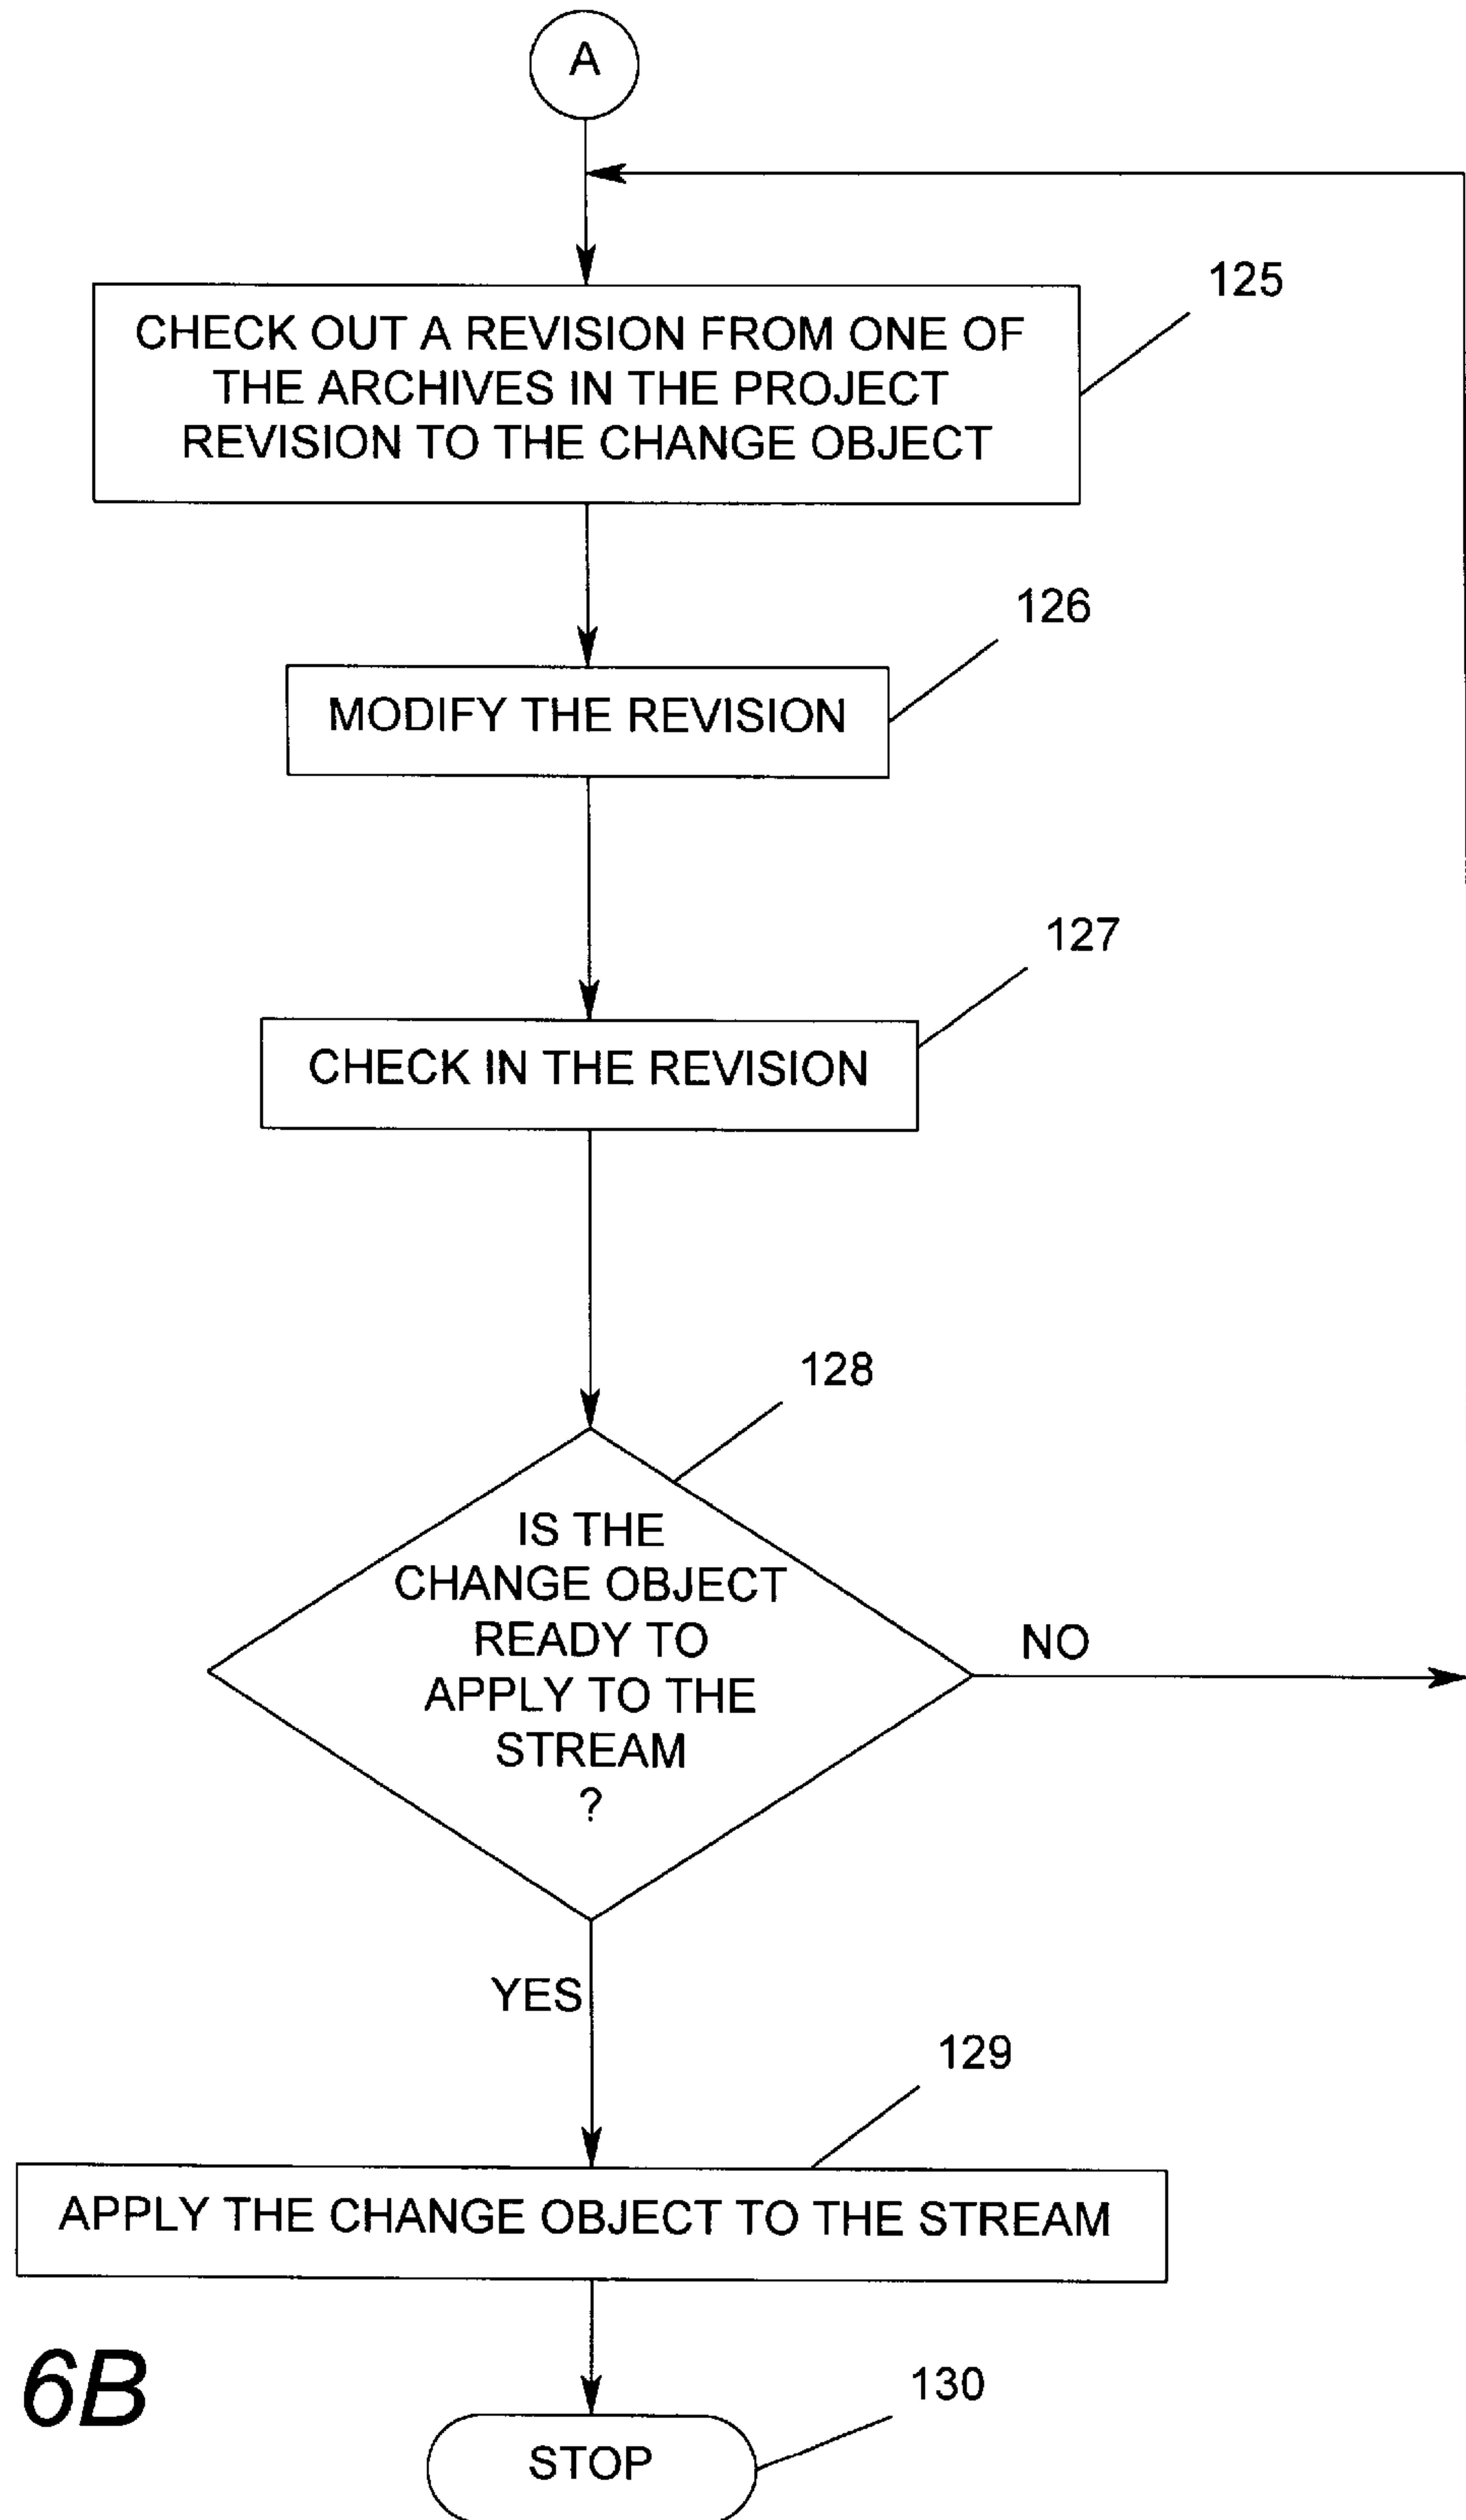 A
125
CHECK OUT A REVISION FROM ONE OF
THE ARCHIVES IN THE PROJECT
REVISION TO THE CHANGE OBJECT
126
MODIFY THE REVISION
127
CHECK IN THE REVISION
128
IS THE
CHANGE OBJECT
READY TO
APPLY TO THE
STREAM
?
NO
YES
129
APPLY THE CHANGE OBJECT TO THE STREAM
6B
130
STOP